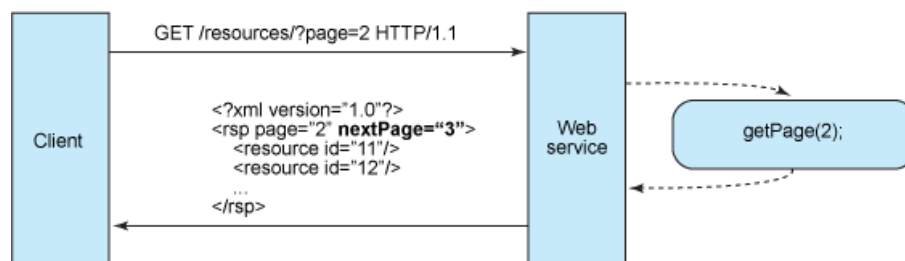 GET /resources/?page=2 HTTP/1.1
Client
<?xml version="1.0"?>
<rsp page="2" nextPage=“3”>
<resource id="11"/>
<resource id="12"/>
...
</rsp>
Web
service
getPage(2);